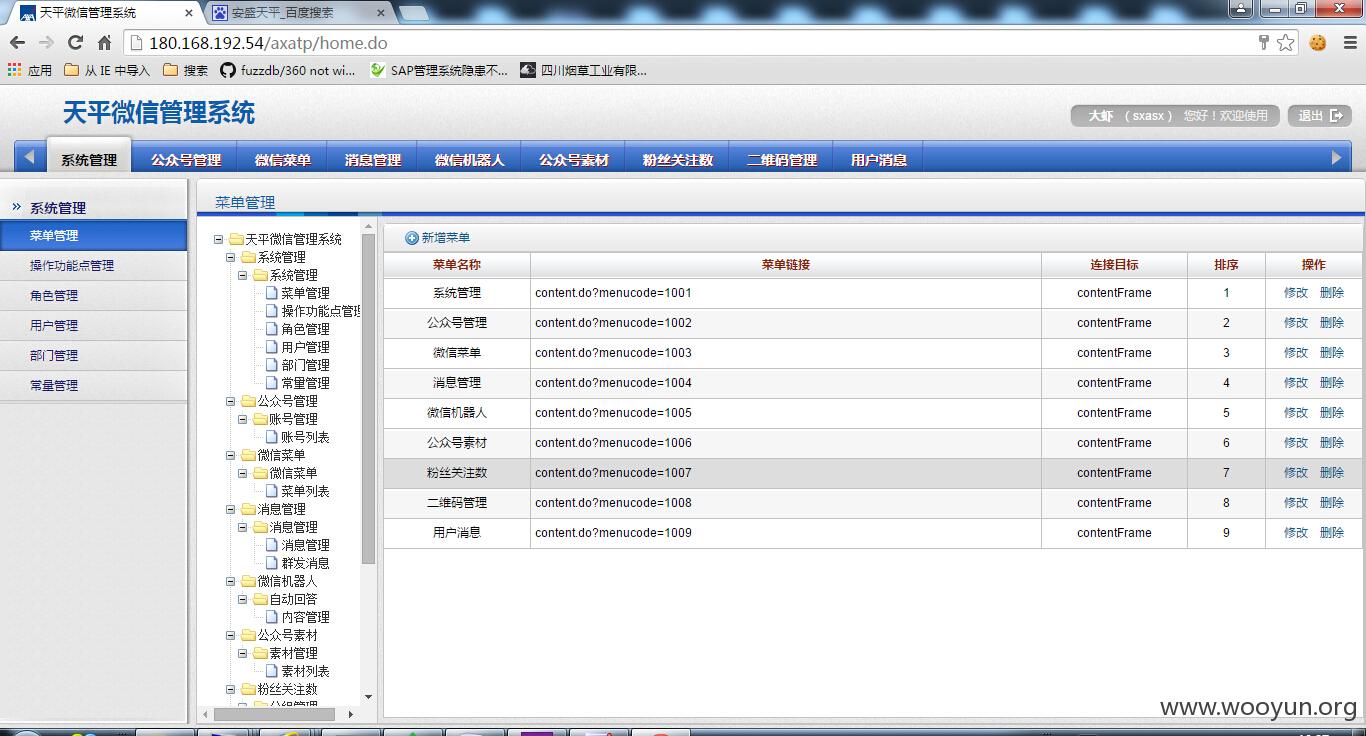 天平微信管理系统
安盛天平_百度搜索
180.168.192.54/axatp/home.do
应用 从 IE 中导入 搜索 fuzzdb/360 not wi... SAP管理系统隐患不... 四川烟草工业有限...
天平微信管理系统
大虾 （ sxasx ） 您好！欢迎使用 退出
系统管理 公众号管理 微信菜单 消息管理 微信机器人 公众号素材 粉丝关注数 二维码管理 用户消息
系统管理
菜单管理
操作功能点管理
角色管理
用户管理
部门管理
常量管理
菜单管理
天平微信管理系统
系统管理
系统管理
菜单管理
操作功能点管理
角色管理
用户管理
部门管理
常量管理
公众号管理
账号管理
账号列表
微信菜单
微信菜单
菜单列表
消息管理
消息管理
消息管理
群发消息
微信机器人
自动回答
内容管理
公众号素材
素材管理
素材列表
粉丝关注数
新增菜单
菜单名称 菜单链接 连接目标 排序 操作
系统管理 content.do?menucode=1001 contentFrame 1 修改 删除
公众号管理 content.do?menucode=1002 contentFrame 2 修改 删除
微信菜单 content.do?menucode=1003 contentFrame 3 修改 删除
消息管理 content.do?menucode=1004 contentFrame 4 修改 删除
微信机器人 content.do?menucode=1005 contentFrame 5 修改 删除
公众号素材 content.do?menucode=1006 contentFrame 6 修改 删除
粉丝关注数 content.do?menucode=1007 contentFrame 7 修改 删除
二维码管理 content.do?menucode=1008 contentFrame 8 修改 删除
用户消息 content.do?menucode=1009 contentFrame 9 修改 删除
www.wooyun.org